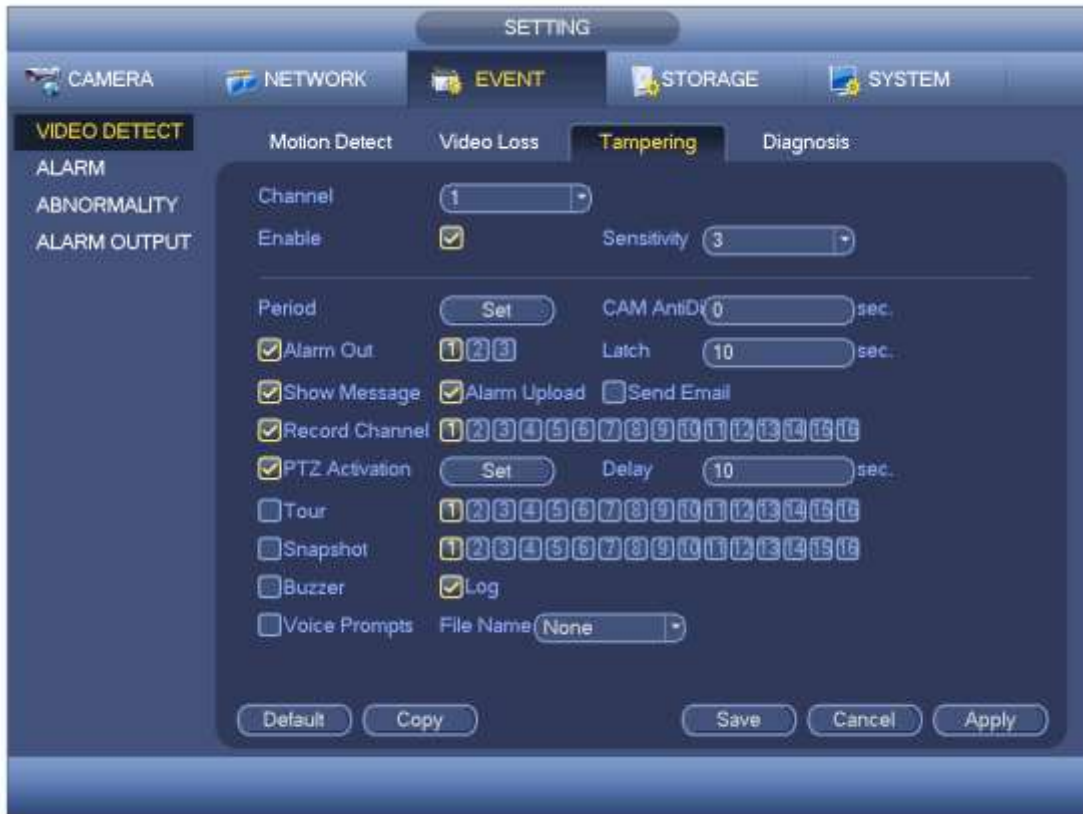 SETTING
CAMERA NETWORK EVENT STORAGE SYSTEM
VIDEO DETECT
ALARM
ABNORMALITY
ALARM OUTPUT
Motion Detect Video Loss Tampering Diagnosis
Channel 1
Enable Sensitivity 3
Period Set CAM AntiDi 0 sec.
Alarm Out 1 2 3 Latch 10 sec.
Show Message Alarm Upload Send Email
Record Channel 1 2 3 4 5 6 7 8 9 10 11 12 13 14 15 16
PTZ Activation Set Delay 10 sec.
Tour 1 2 3 4 5 6 7 8 9 10 11 12 13 14 15 16
Snapshot 1 2 3 4 5 6 7 8 9 10 11 12 13 14 15 16
Buzzer Log
Voice Prompts File Name None
Default Copy Save Cancel Apply